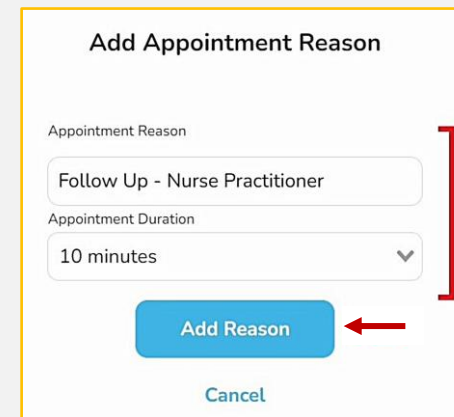 Add Appointment Reason
Appointment Reason
Follow Up - Nurse Practitioner
Appointment Duration
10 minutes
Add Reason
Cancel